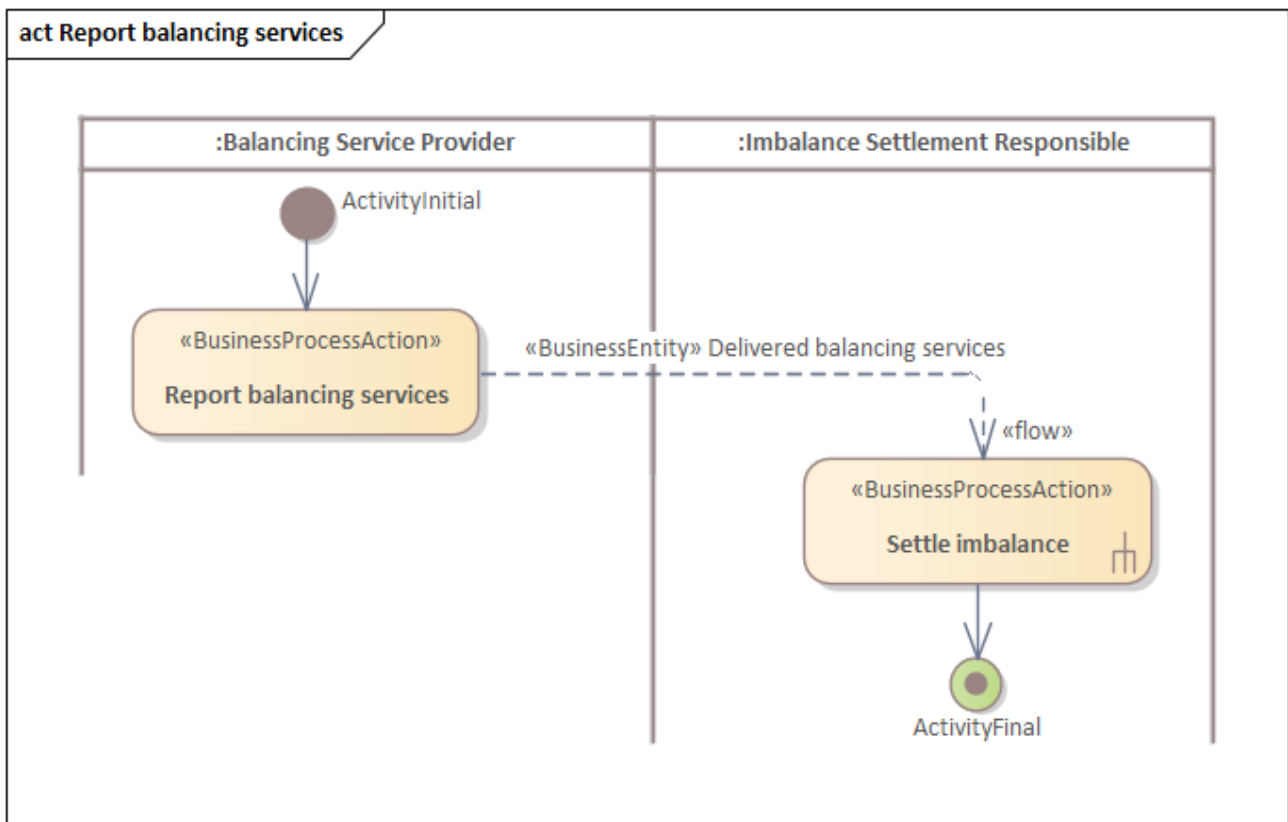 act Report balancing services
:Balancing Service Provider
:Imbalance Settlement Responsible
ActivityInitial
«BusinessProcessAction»
Report balancing services
«BusinessEntity» Delivered balancing services
«flow»
«BusinessProcessAction»
Settle imbalance
ActivityFinal